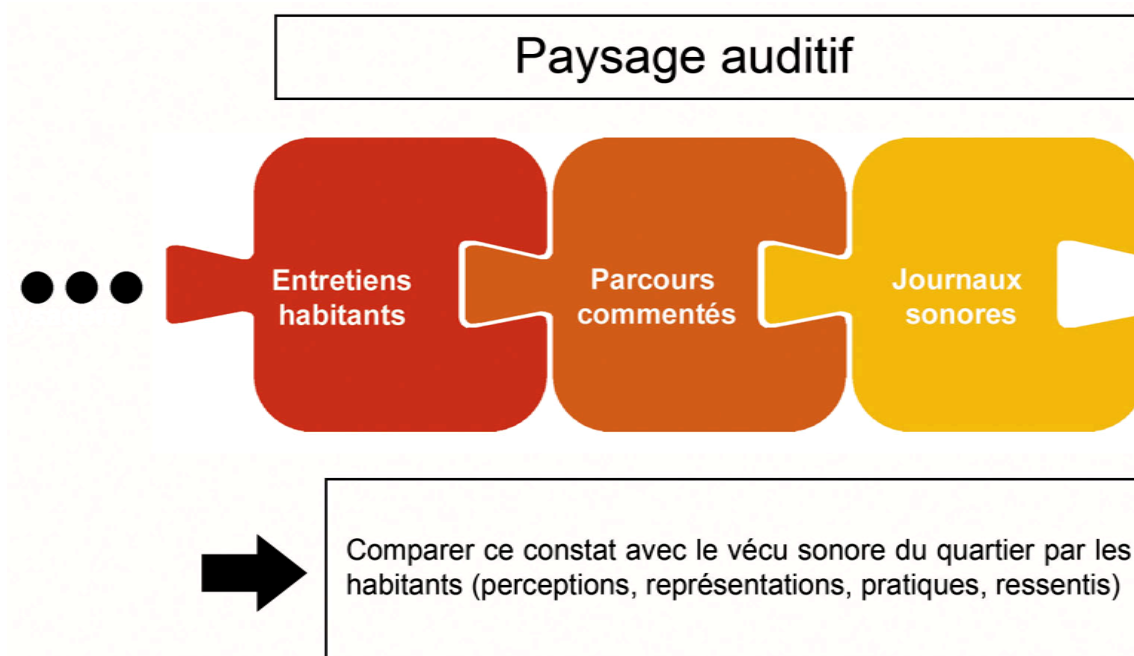 Paysage auditif
Entretiens
habitants
Parcours
commentés
Journaux
sonores
Comparer ce constat avec le vécu sonore du quartier par les
habitants (perceptions, représentations, pratiques, ressentis)